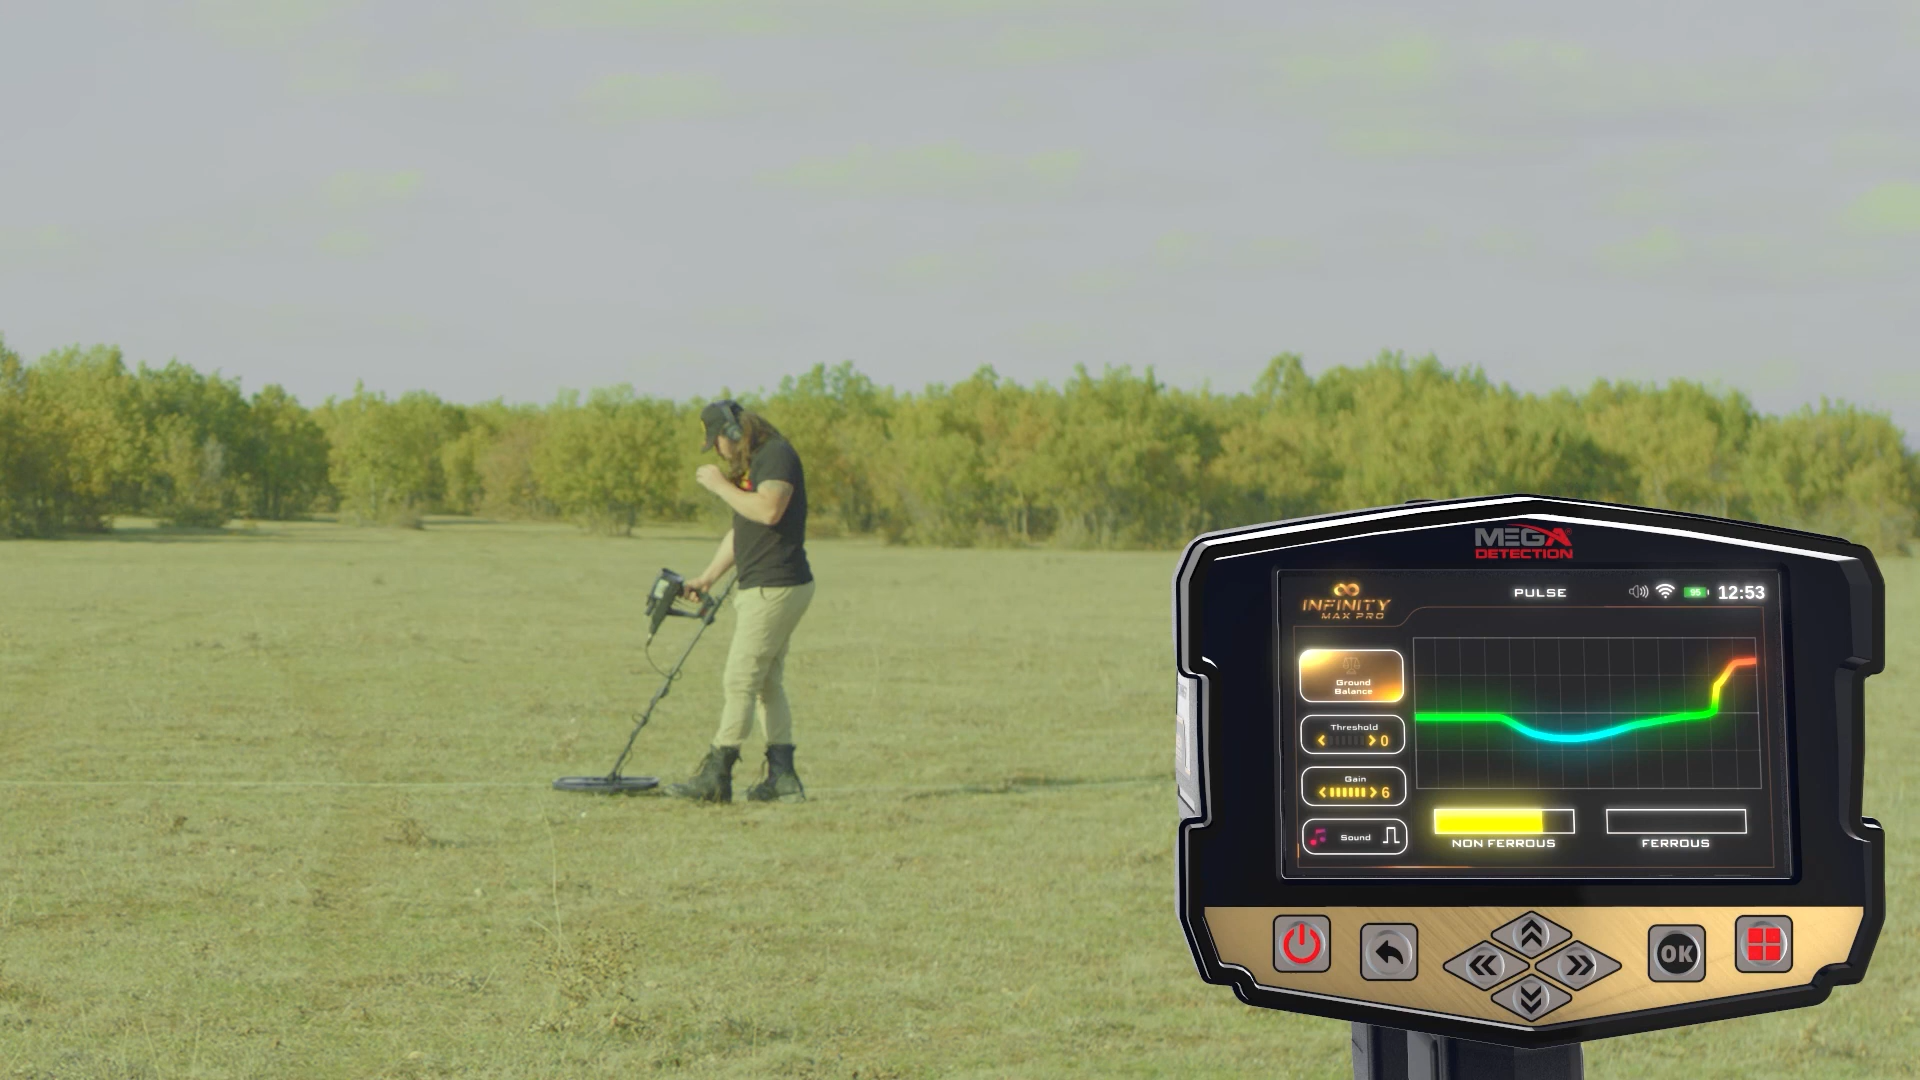 MEGA
DETECTION
INFINITY
MAX PRO
PULSE
95
12:53
Ground
Balance
Threshold
0
Gain
6
Sound
NON FERROUS
FERROUS
OK